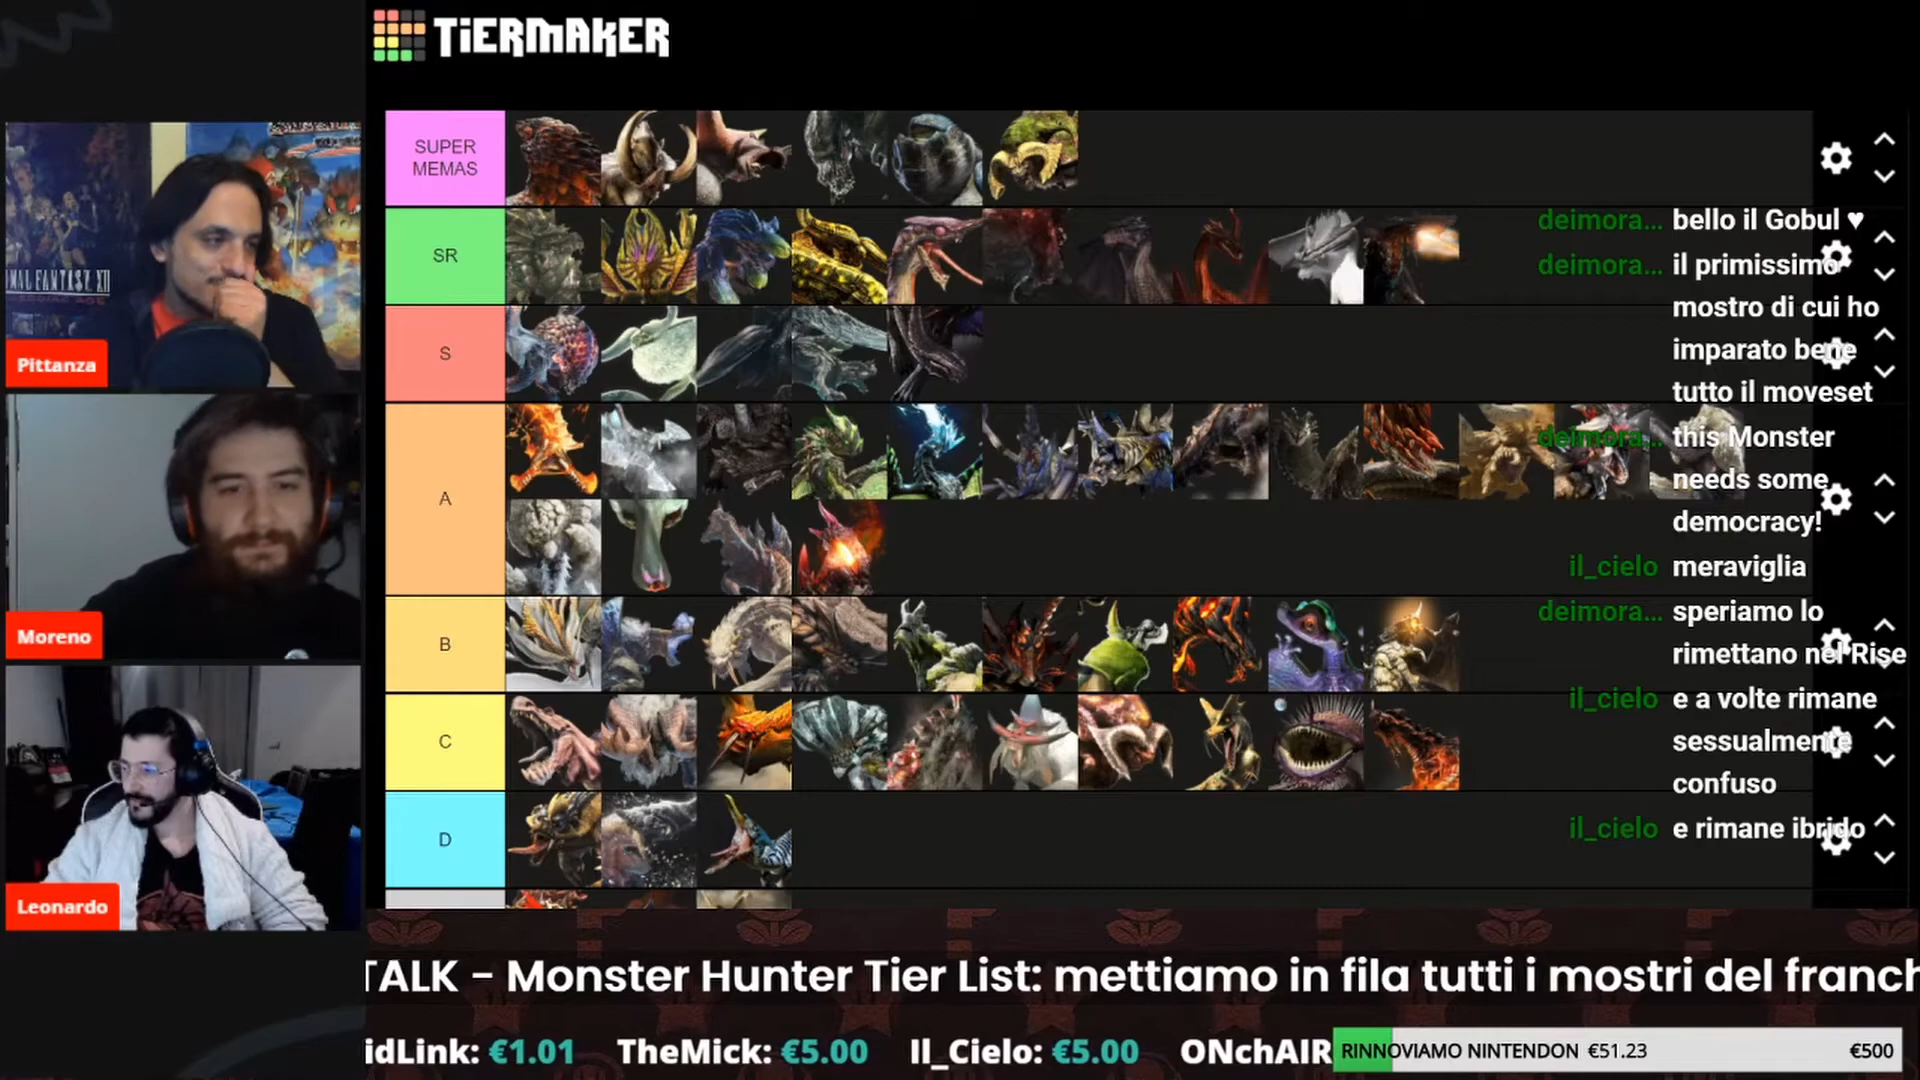 TiERMAKER
SUPER
MEMAS
SR
S
A
B
C
D
deimora... bello il Gobul ♥
deimora... il primissimo
mostro di cui ho
imparato bene
tutto il moveset
deimora... this Monster
needs some
democracy!
il_cielo meraviglia
deimora... speriamo lo
rimettano nel Rise
il_cielo e a volte rimane
sessualmente
confuso
il_cielo e rimane ibrido
Pittanza
Moreno
Leonardo
TALK - Monster Hunter Tier List: mettiamo in fila tutti i mostri del franch
idLink: €1.01 TheMick: €5.00 Il_Cielo: €5.00 ONchAIR
RINNOVIAMO NINTENDON €51.23 €500